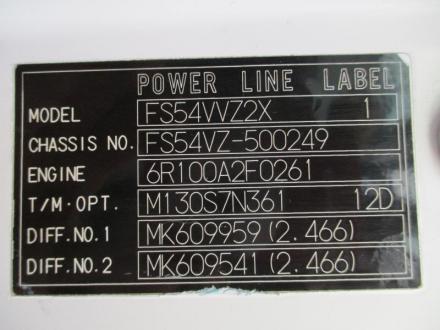 POWER LINE LABEL
MODEL FS54VVZ2X 1
CHASSIS NO. FS54VZ-500249
ENGINE 6R100A2F0261
T/M·OPT. M130S7N361 12D
DIFF.NO.1 MK609959(2.466)
DIFF.NO.2 MK609541(2.466)